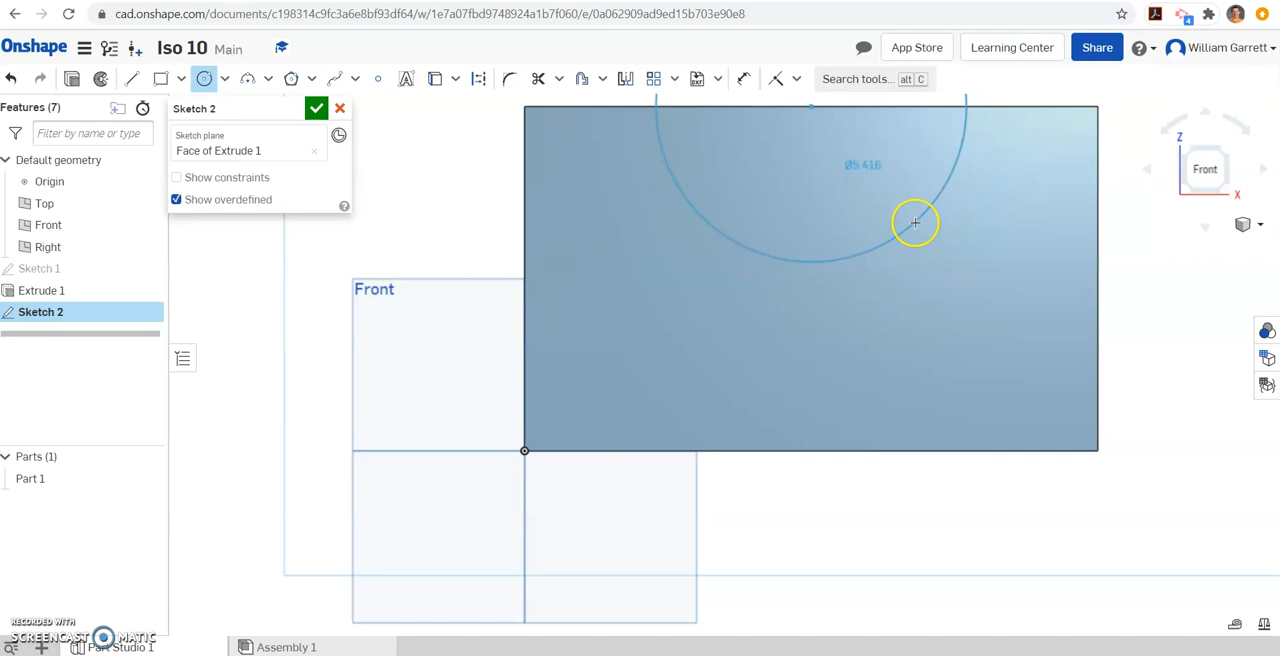 cad.onshape.com/documents/c198314c9fc3a6e8bf93df64/w/1e7a07fbd9748924a1b7f060/e/0a062909ad9ed15b703e90e8
4
Onshape
Iso 10 Main
App Store
Learning Center
Share
William Garrett
Search tools... alt C
Features (7)
Filter by name or type
Default geometry
Origin
Top
Front
Right
Sketch 1
Extrude 1
Sketch 2
Parts (1)
Part 1
Sketch 2
Sketch plane
Face of Extrude 1
Show constraints
Show overdefined
Front
Ø5.416
Z
Front
X
RECORDED WITH
SCREENCAST MATIC
Part Studio 1
Assembly 1